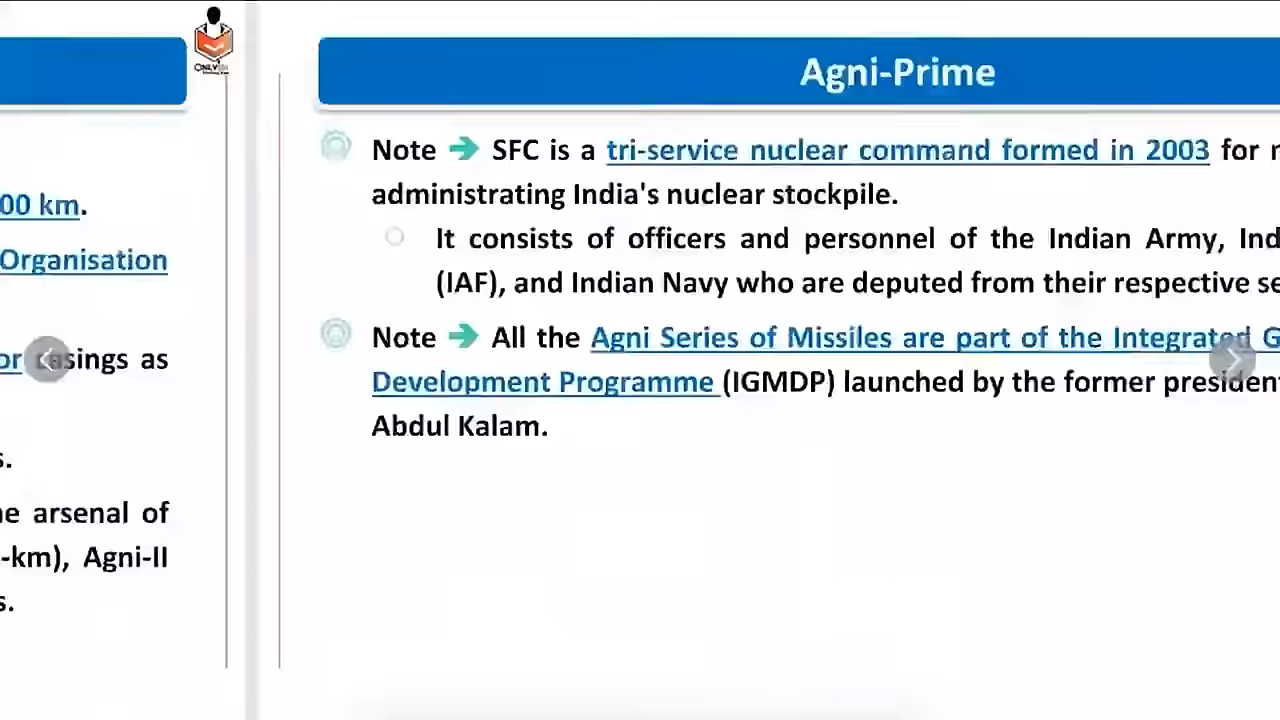 Agni-Prime
Note → SFC is a tri-service nuclear command formed in 2003 for
administrating India's nuclear stockpile.
It consists of officers and personnel of the Indian Army, Ind
(IAF), and Indian Navy who are deputed from their respective se
Note → All the Agni Series of Missiles are part of the Integrated G
Development Programme (IGMDP) launched by the former president
Abdul Kalam.
00 km.
Organisation
or casings as
s.
e arsenal of
-km), Agni-II
s.